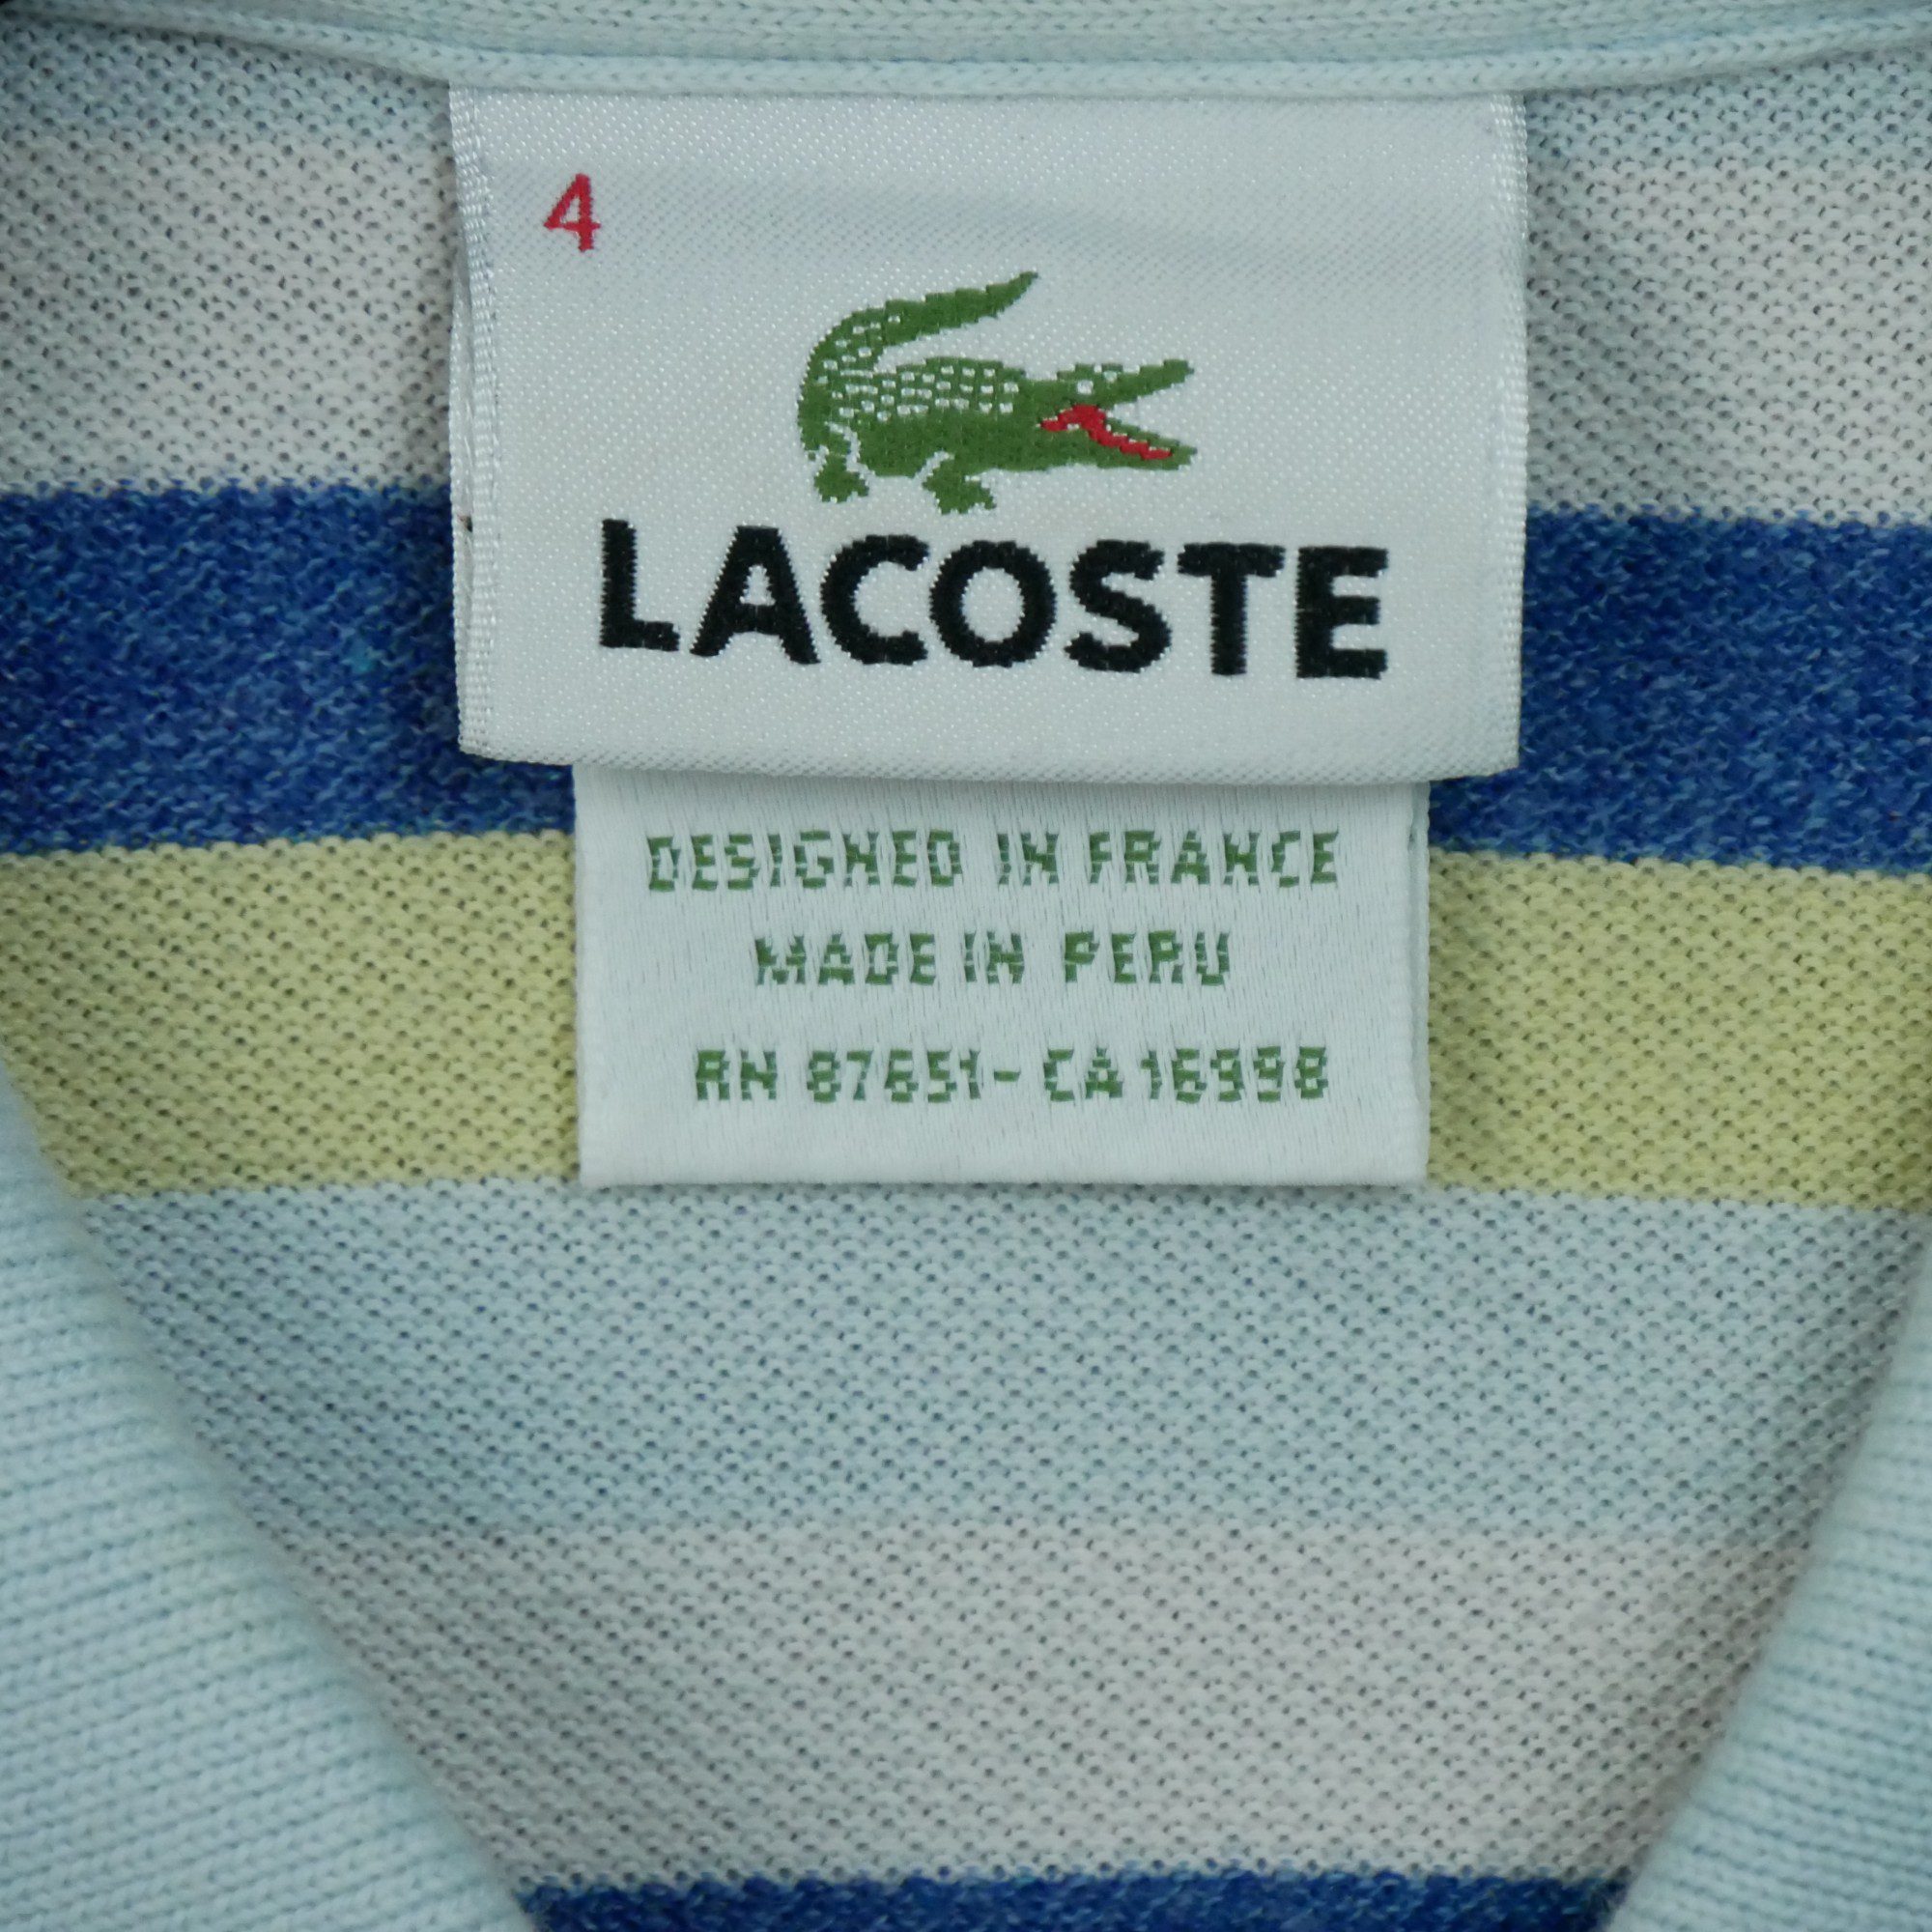 4
LACOSTE
DESIGNED IN FRANCE
MADE IN PERU
RN 87651- CA 16998